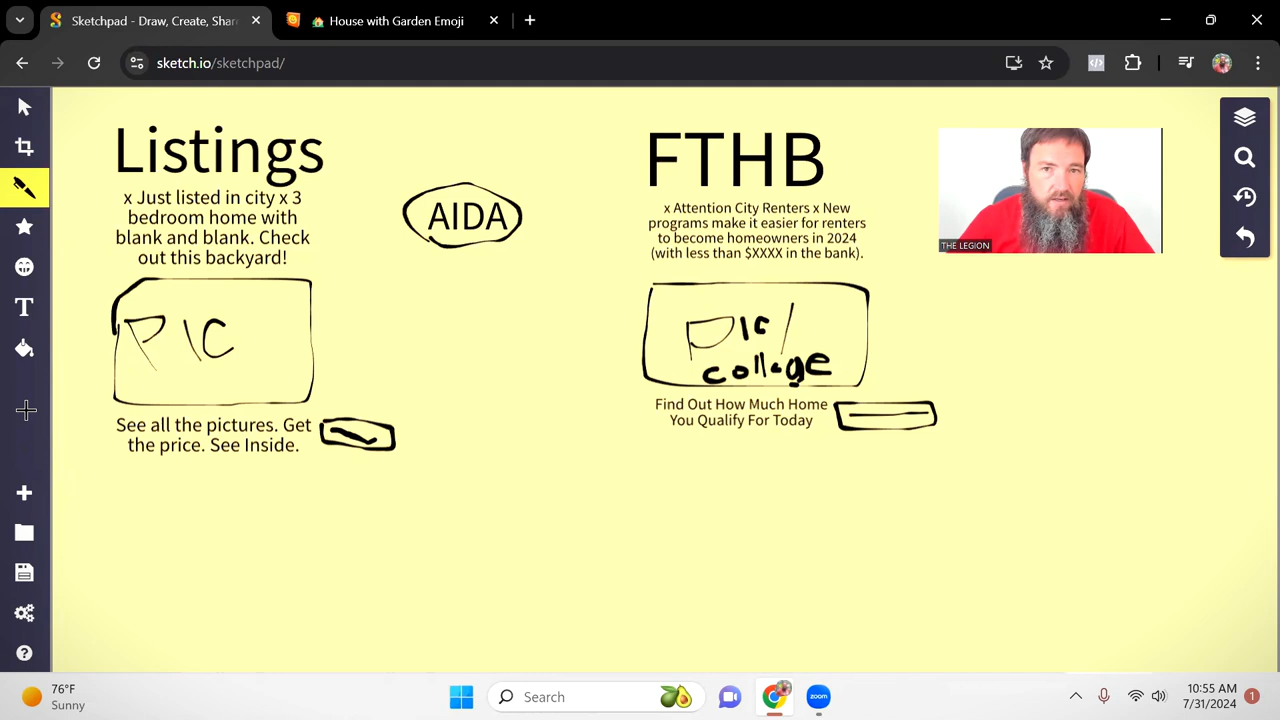 Sketchpad - Draw, Create, Shar
House with Garden Emoji
sketch.io/sketchpad/
Listings
x Just listed in city x 3
bedroom home with
blank and blank. Check
out this backyard!
PIC
See all the pictures. Get
the price. See Inside.
AIDA
FTHB
x Attention City Renters x New
programs make it easier for renters
to become homeowners in 2024
(with less than $XXXX in the bank).
PIC/
collage
Find Out How Much Home
You Qualify For Today
THE LEGION
T
76°F
Sunny
Search
zoom
10:55 AM
7/31/2024
1